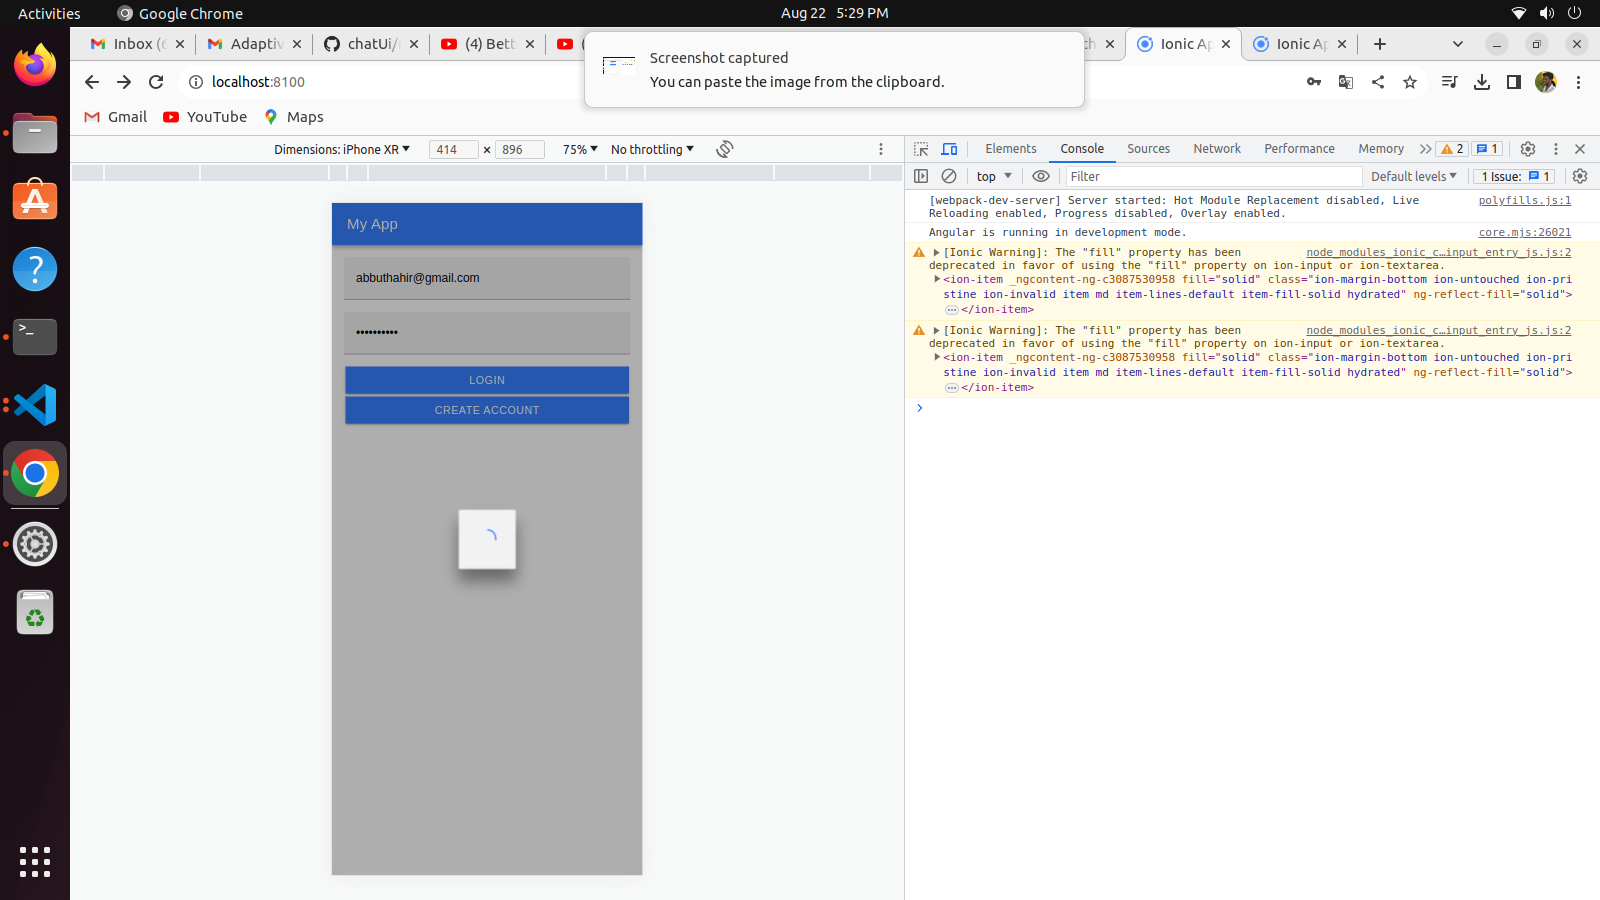 Activities
Google Chrome
Aug 22 5:29 PM
Inbox (6
Adaptiv
chatUi/
(4) Bett
Ionic Ap
Ionic Ap
Screenshot captured
You can paste the image from the clipboard.
localhost:8100
Gmail
YouTube
Maps
Dimensions: iPhone XR
414 × 896
75%
No throttling
Elements
Console
Sources
Network
Performance
Memory
2
1
top
Filter
Default levels
1 Issue: 1
My App
abbuthahir@gmail.com
••••••••••
LOGIN
CREATE ACCOUNT
[webpack-dev-server] Server started: Hot Module Replacement disabled, Live polyfills.js:1
Reloading enabled, Progress disabled, Overlay enabled.
Angular is running in development mode. core.mjs:26021
[Ionic Warning]: The "fill" property has been node_modules_ionic_c…input_entry_js.js:2
deprecated in favor of using the "fill" property on ion-input or ion-textarea.
<ion-item _ngcontent-ng-c3087530958 fill="solid" class="ion-margin-bottom ion-untouched ion-pri
stine ion-invalid item md item-lines-default item-fill-solid hydrated" ng-reflect-fill="solid">
</ion-item>
[Ionic Warning]: The "fill" property has been node_modules_ionic_c…input_entry_js.js:2
deprecated in favor of using the "fill" property on ion-input or ion-textarea.
<ion-item _ngcontent-ng-c3087530958 fill="solid" class="ion-margin-bottom ion-untouched ion-pri
stine ion-invalid item md item-lines-default item-fill-solid hydrated" ng-reflect-fill="solid">
</ion-item>